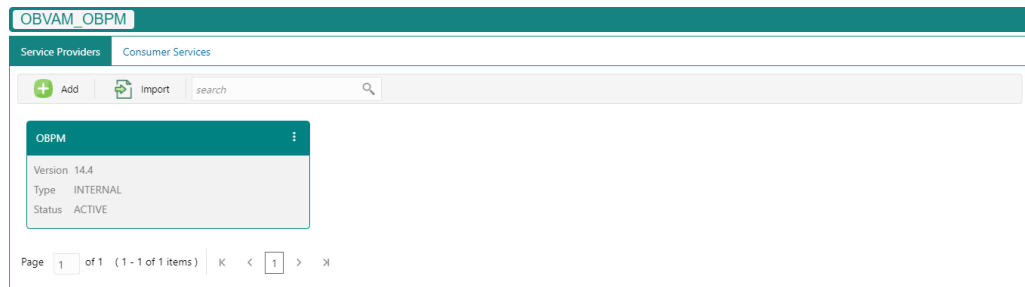 OBVAM_OBPM
Service Providers Consumer Services
Add Import search
OBPM
Version 14.4
Type INTERNAL
Status ACTIVE
Page 1 of 1 (1 - 1 of 1 items) 1